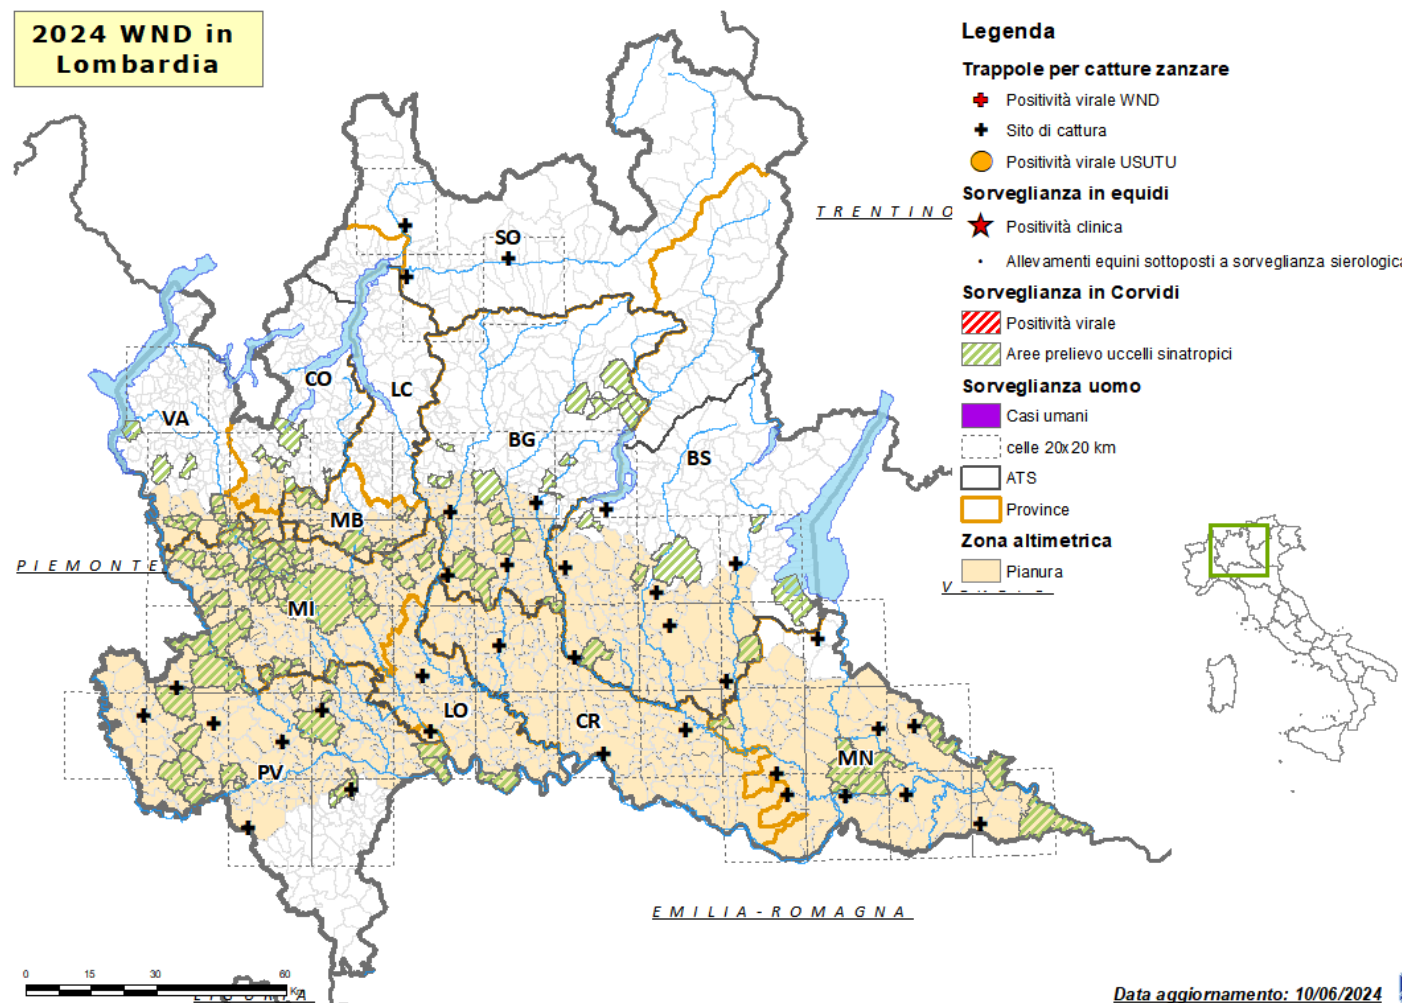 2024 WND in
Lombardia
Legenda
Trappole per catture zanzare
Positività virale WND
Sito di cattura
Positività virale USUTU
Sorveglianza in equidi
Positività clinica
Allevamenti equini sottoposti a sorveglianza sierologica
Sorveglianza in Corvidi
Positività virale
Aree prelievo uccelli sinatropici
Sorveglianza uomo
Casi umani
celle 20x20 km
ATS
Province
Zona altimetrica
Pianura
TRENTINO
SO
CO
LC
VA
BG
BS
MB
PIEMONTE
MI
LO
CR
PV
MN
EMILIA-ROMAGNA
0 15 30 60
Km
Data aggiornamento: 10/06/2024